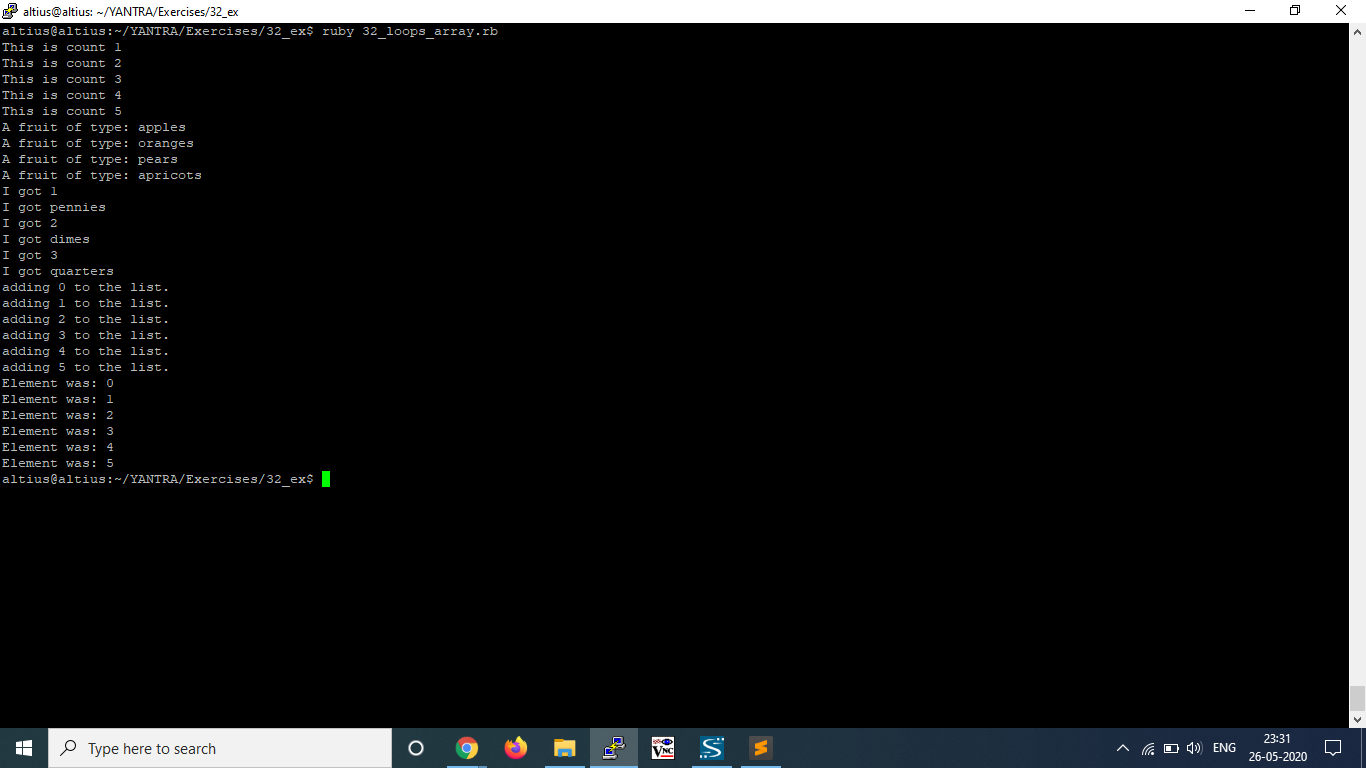 altius@altius: ~/YANTRA/Exercises/32_ex
altius@altius:~/YANTRA/Exercises/32_ex$ ruby 32_loops_array.rb
This is count 1
This is count 2
This is count 3
This is count 4
This is count 5
A fruit of type: apples
A fruit of type: oranges
A fruit of type: pears
A fruit of type: apricots
I got 1
I got pennies
I got 2
I got dimes
I got 3
I got quarters
adding 0 to the list.
adding 1 to the list.
adding 2 to the list.
adding 3 to the list.
adding 4 to the list.
adding 5 to the list.
Element was: 0
Element was: 1
Element was: 2
Element was: 3
Element was: 4
Element was: 5
altius@altius:~/YANTRA/Exercises/32_ex$
Type here to search
VNC
S
ENG
23:31
26-05-2020